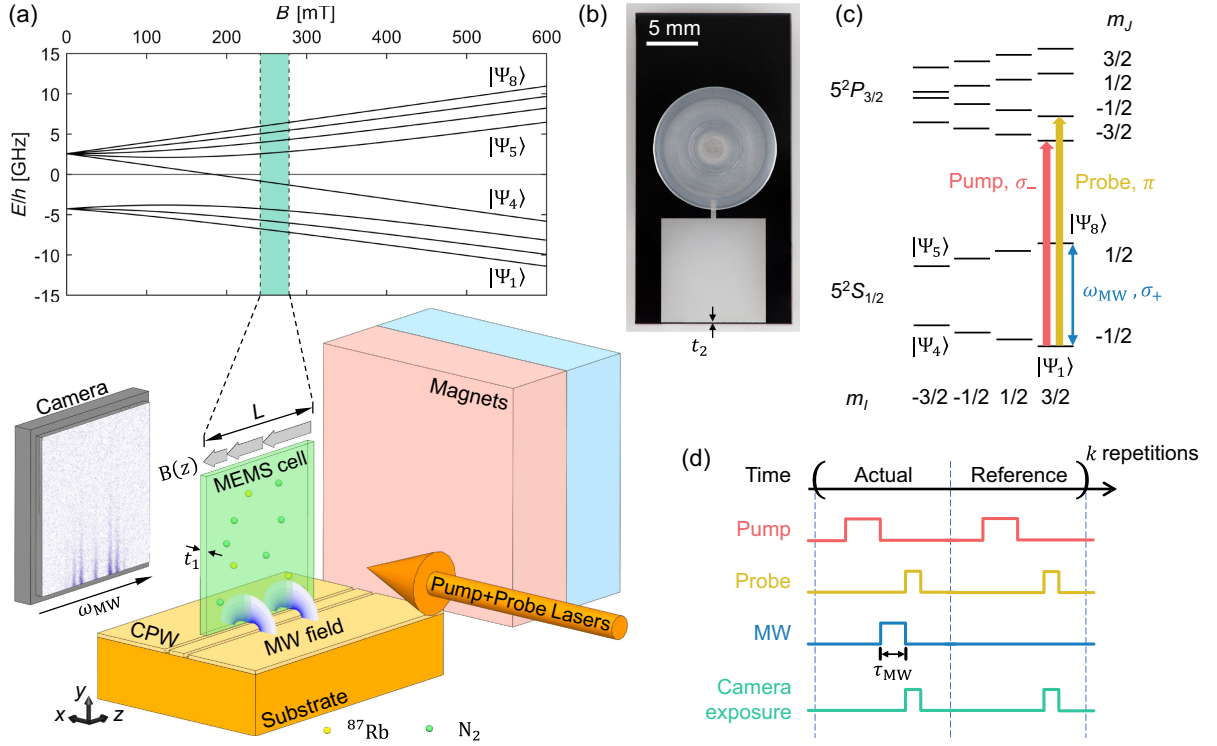 (a)
B [mT]
0 100 200 300 400 500 600
15
10
5
0
-5
-10
-15
E/h [GHz]
|Ψ8⟩
|Ψ5⟩
|Ψ4⟩
|Ψ1⟩
Camera
ωMW
L
B(z)
MEMS cell
t1
Magnets
Pump+Probe Lasers
CPW
MW field
Substrate
y
x
z
87Rb
N2
(b)
5 mm
t2
(c)
mJ
5²P3/2
3/2
1/2
-1/2
-3/2
Pump, σ−
Probe, π
|Ψ8⟩
|Ψ5⟩
1/2
5²S1/2
ωMW , σ+
|Ψ4⟩
-1/2
|Ψ1⟩
mI
-3/2 -1/2 1/2 3/2
(d)
k repetitions
Time
Actual
Reference
Pump
Probe
MW
τMW
Camera
exposure